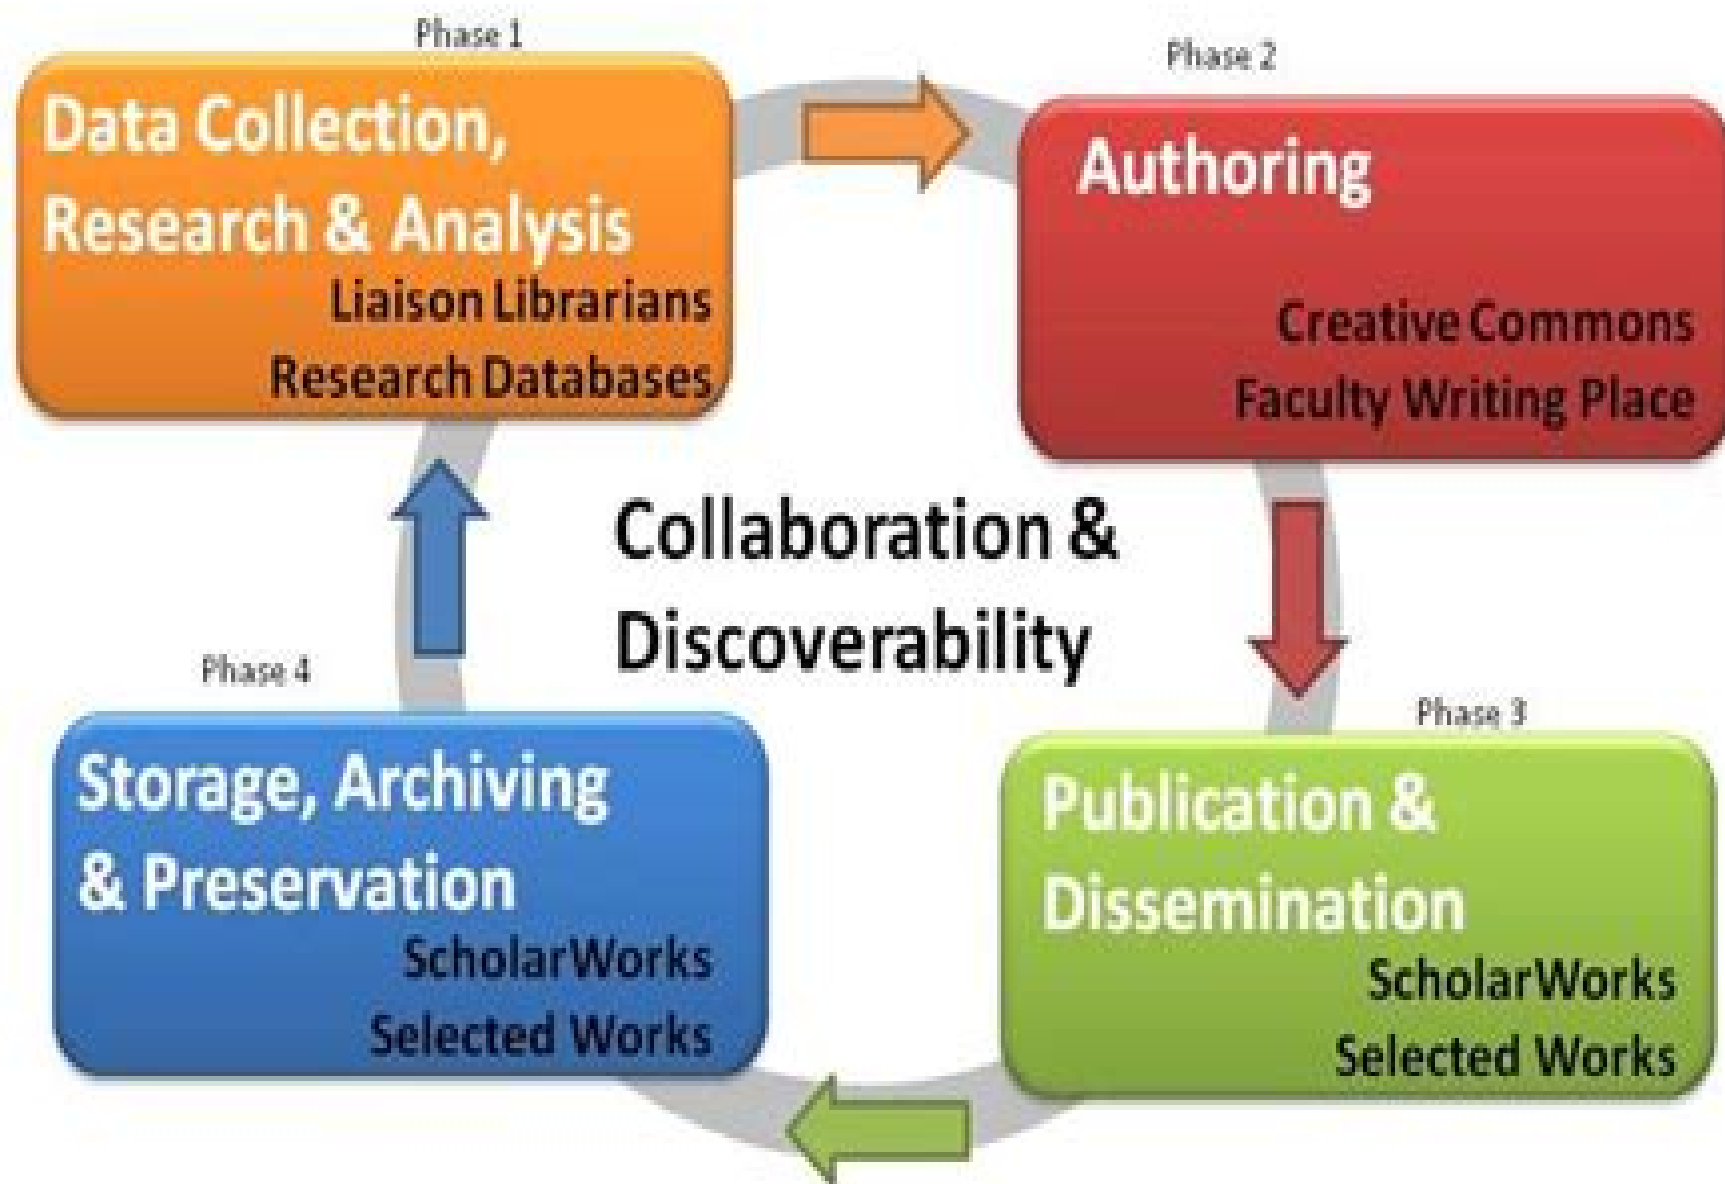 Phase 1
Data Collection,
Research & Analysis
Liaison Librarians
Research Databases
Phase 2
Authoring
Creative Commons
Faculty Writing Place
Collaboration &
Discoverability
Phase 3
Publication &
Dissemination
ScholarWorks
Selected Works
Phase 4
Storage, Archiving
& Preservation
ScholarWorks
Selected Works